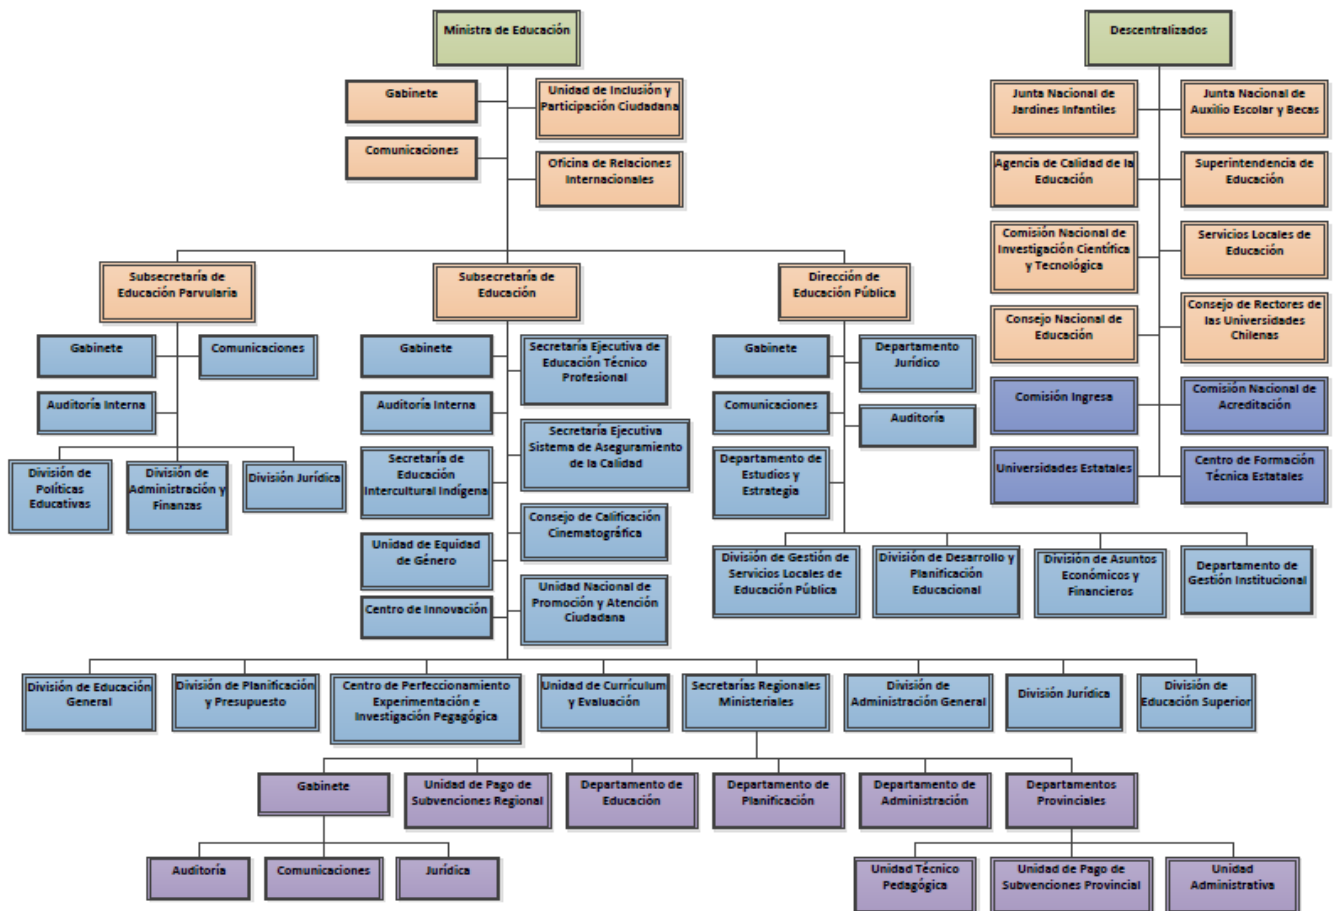 Ministra de Educación
Descentralizados
Gabinete
Unidad de Inclusión y
Participación Ciudadana
Comunicaciones
Oficina de Relaciones
Internacionales
Junta Nacional de
Jardines Infantiles
Junta Nacional de
Auxilio Escolar y Becas
Agencia de Calidad de la
Educación
Superintendencia de
Educación
Comisión Nacional de
Investigación Científica
y Tecnológica
Servicios Locales de
Educación
Consejo Nacional de
Educación
Consejo de Rectores de
las Universidades
Chilenas
Comisión Ingresa
Comisión Nacional de
Acreditación
Universidades Estatales
Centro de Formación
Técnica Estatales
Subsecretaría de
Educación Parvularia
Subsecretaría de
Educación
Dirección de
Educación Pública
Gabinete
Comunicaciones
Auditoría Interna
División de
Políticas
Educativas
División de
Administración y
Finanzas
División Jurídica
Gabinete
Secretaría Ejecutiva de
Educación Técnico
Profesional
Auditoría Interna
Secretaría Ejecutiva
Sistema de Aseguramiento
de la Calidad
Secretaría de
Educación
Intercultural Indígena
Consejo de Calificación
Cinematográfica
Unidad de Equidad
de Género
Unidad Nacional de
Promoción y Atención
Ciudadana
Centro de Innovación
Gabinete
Departamento
Jurídico
Comunicaciones
Auditoría
Departamento de
Estudios y
Estrategia
División de Gestión de
Servicios Locales de
Educación Pública
División de Desarrollo y
Planificación
Educacional
División de Asuntos
Económicos y
Financieros
Departamento de
Gestión Institucional
División de Educación
General
División de Planificación
y Presupuesto
Centro de Perfeccionamiento
Experimentación e
Investigación Pegagógica
Unidad de Currículum
y Evaluación
Secretarías Regionales
Ministeriales
División de
Administración General
División Jurídica
División de
Educación Superior
Gabinete
Unidad de Pago de
Subvenciones Regional
Departamento de
Educación
Departamento de
Planificación
Departamento de
Administración
Departamentos
Provinciales
Auditoría
Comunicaciones
Jurídica
Unidad Técnico
Pedagógica
Unidad de Pago de
Subvenciones Provincial
Unidad
Administrativa